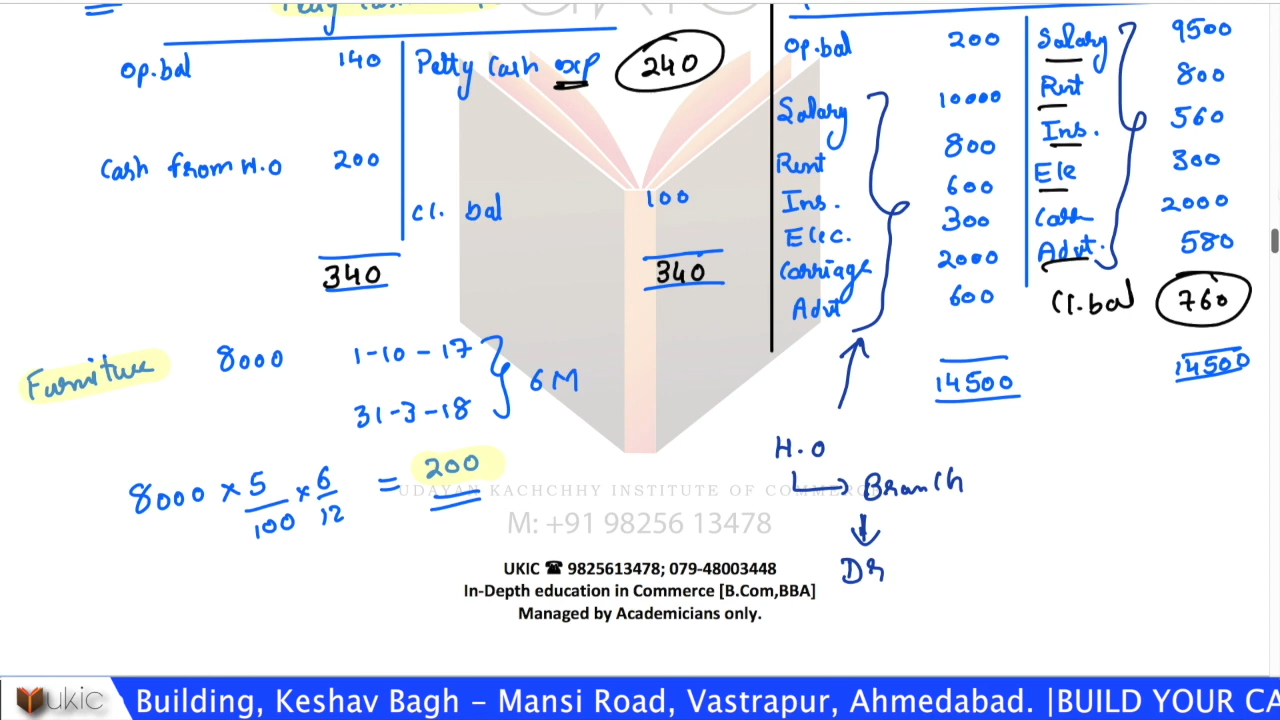 Op.bal 140 Petty Cash exp 240
Cash from H.O 200
Cl. bal 100
340 340
Furniture 8000 1-10-17
31-3-18
6M
8000 × 5/100 × 6/12 = 200
Op.bal 200 Salary 9500
Salary 10000 Rent 800
Rent 800 Ins. 560
Ins. 600 Ele 300
Elec. 300 2000
Carriage 2000 Advt. 580
Advt 600 Cl.bal 760
14500 14500
H.O
Branch
Dr
UDAYAN KACHCHHY INSTITUTE OF COMMERCE
M: +91 98256 13478
UKIC ☎ 9825613478; 079-48003448
In-Depth education in Commerce [B.Com,BBA]
Managed by Academicians only.
ukic Building, Keshav Bagh – Mansi Road, Vastrapur, Ahmedabad. |BUILD YOUR CA